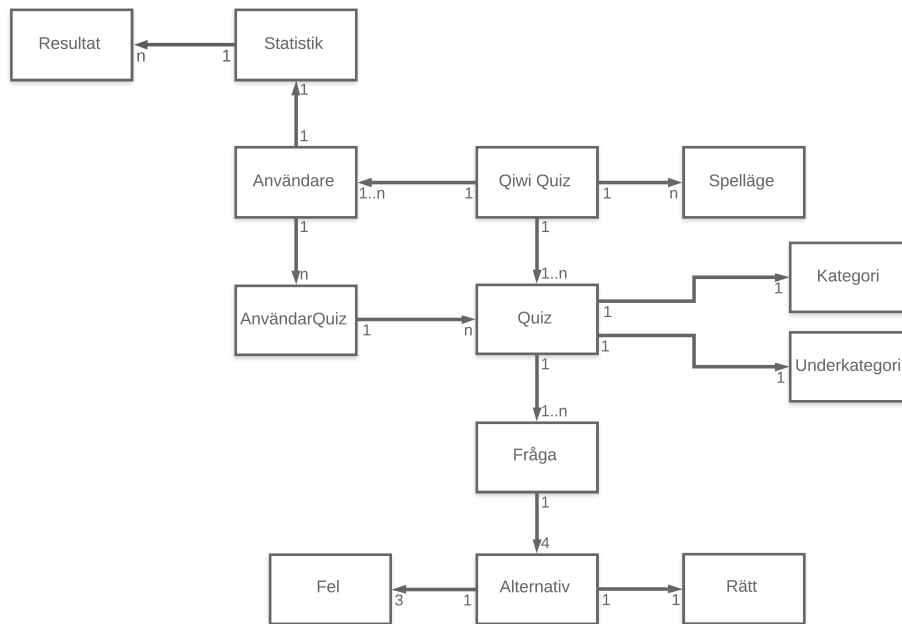 Resultat
n
1
Statistik
1
1
Användare
1..n
1
Qiwi Quiz
1
n
Spelläge
1
n
1
1..n
AnvändarQuiz
1
n
Quiz
1
1
Kategori
1
1
Underkategori
1
1..n
Fråga
1
4
Fel
3
1
Alternativ
1
1
Rätt